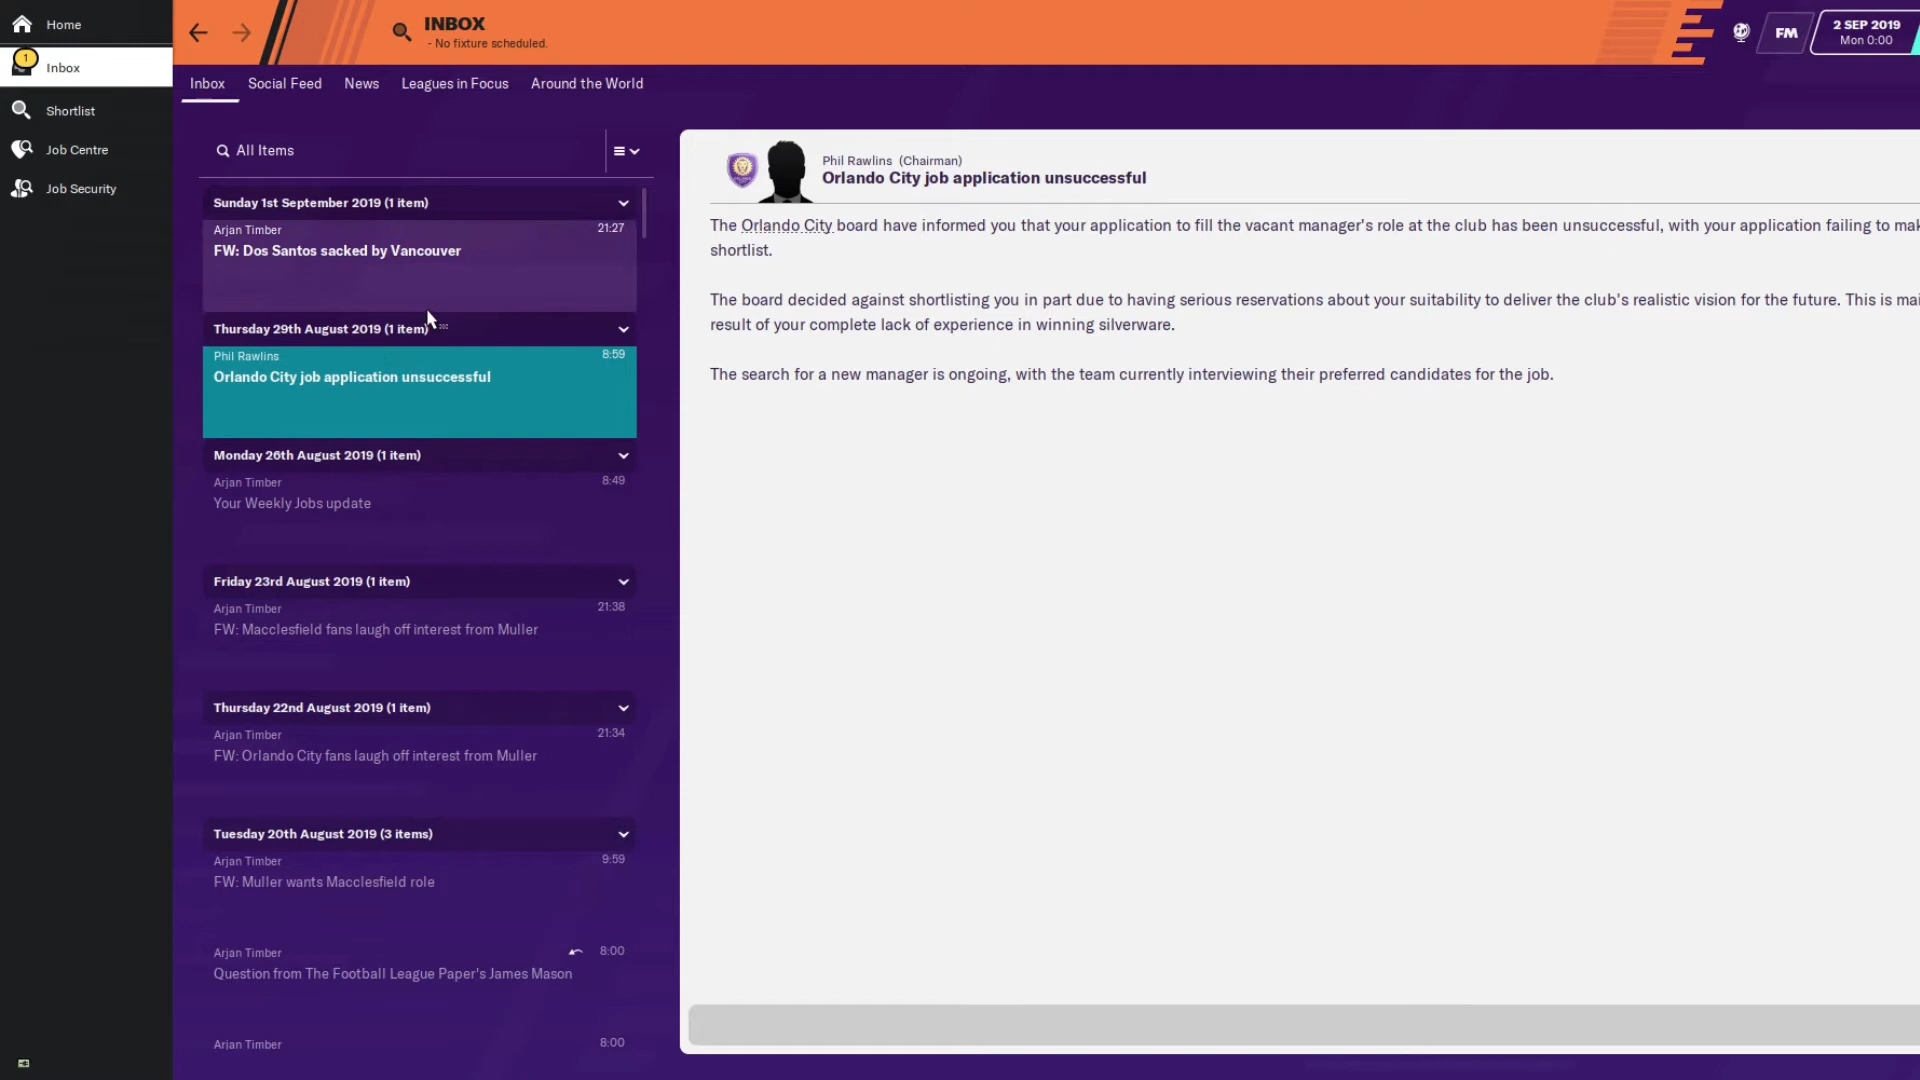 Home
1
Inbox
Shortlist
Job Centre
Job Security
INBOX
- No fixture scheduled.
FM
2 SEP 2019
Mon 0:00
Inbox Social Feed News Leagues in Focus Around the World
All Items
Sunday 1st September 2019 (1 item)
Arjan Timber 21:27
FW: Dos Santos sacked by Vancouver
Thursday 29th August 2019 (1 item)
Phil Rawlins 8:59
Orlando City job application unsuccessful
Monday 26th August 2019 (1 item)
Arjan Timber 8:49
Your Weekly Jobs update
Friday 23rd August 2019 (1 item)
Arjan Timber 21:38
FW: Macclesfield fans laugh off interest from Muller
Thursday 22nd August 2019 (1 item)
Arjan Timber 21:34
FW: Orlando City fans laugh off interest from Muller
Tuesday 20th August 2019 (3 items)
Arjan Timber 9:59
FW: Muller wants Macclesfield role
Arjan Timber 8:00
Question from The Football League Paper's James Mason
Arjan Timber 8:00
Phil Rawlins (Chairman)
Orlando City job application unsuccessful
The Orlando City board have informed you that your application to fill the vacant manager's role at the club has been unsuccessful, with your application failing to
shortlist.
The board decided against shortlisting you in part due to having serious reservations about your suitability to deliver the club's realistic vision for the future. This is
result of your complete lack of experience in winning silverware.
The search for a new manager is ongoing, with the team currently interviewing their preferred candidates for the job.